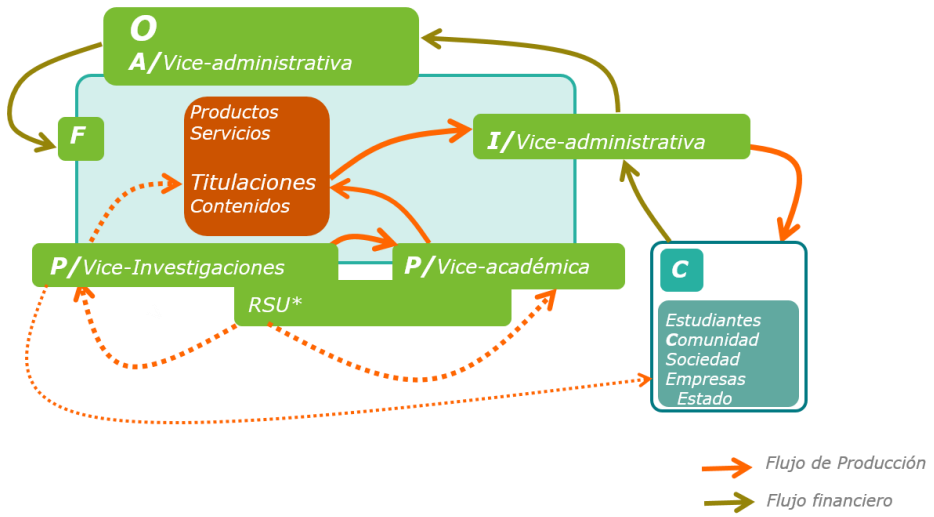 O
A/Vice-administrativa
F
Productos
Servicios
Titulaciones
Contenidos
I/Vice-administrativa
P/Vice-Investigaciones
P/Vice-académica
RSU*
C
Estudiantes
Comunidad
Sociedad
Empresas
Estado
Flujo de Producción
Flujo financiero